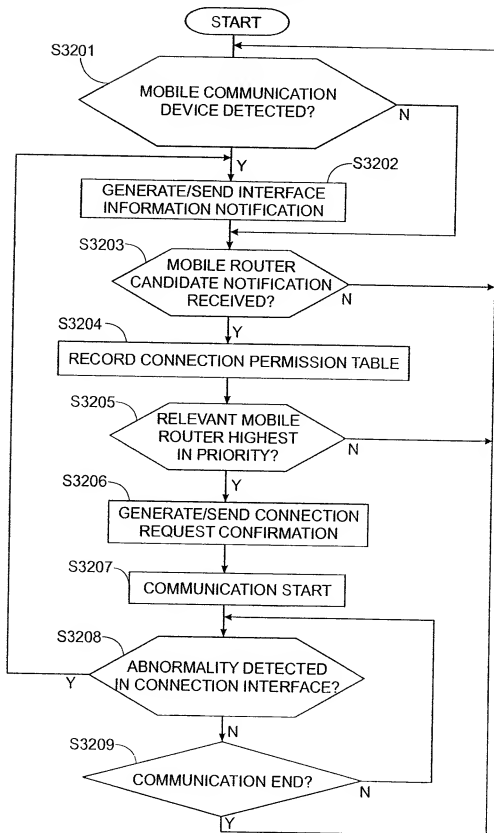 START
S3201
MOBILE COMMUNICATION
DEVICE DETECTED?
N
Y
S3202
GENERATE/SEND INTERFACE
INFORMATION NOTIFICATION
S3203
MOBILE ROUTER
CANDIDATE NOTIFICATION
RECEIVED?
N
Y
S3204
RECORD CONNECTION PERMISSION TABLE
S3205
RELEVANT MOBILE
ROUTER HIGHEST
IN PRIORITY?
N
Y
S3206
GENERATE/SEND CONNECTION
REQUEST CONFIRMATION
S3207
COMMUNICATION START
S3208
ABNORMALITY DETECTED
IN CONNECTION INTERFACE?
Y
N
S3209
COMMUNICATION END?
N
Y